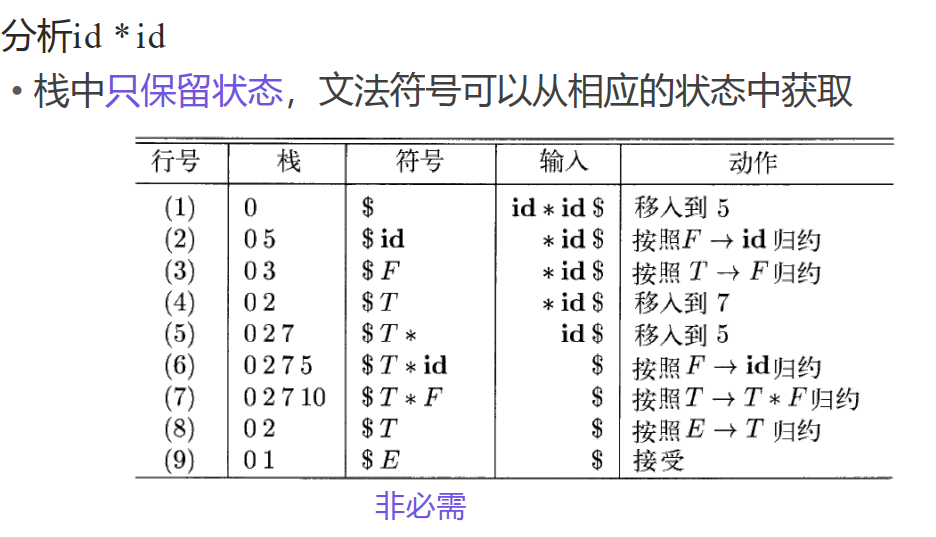 分析id *id
• 栈中只保留状态，文法符号可以从相应的状态中获取
行号 栈 符号 输入 动作
(1) 0 $ id * id $ 移入到 5
(2) 0 5 $ id * id $ 按照F → id 归约
(3) 0 3 $ F * id $ 按照 T → F 归约
(4) 0 2 $ T * id $ 移入到 7
(5) 0 2 7 $ T * id $ 移入到 5
(6) 0 2 7 5 $ T * id $ 按照 F → id 归约
(7) 0 2 7 10 $ T * F $ 按照 T → T * F 归约
(8) 0 2 $ T $ 按照 E → T 归约
(9) 0 1 $ E $ 接受
非必需